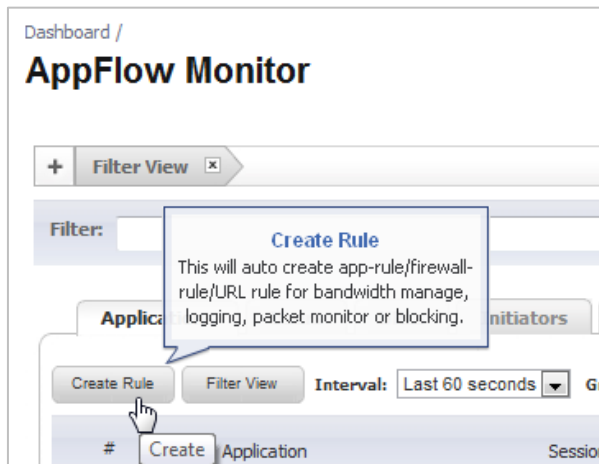 Dashboard /
AppFlow Monitor
+ Filter View x
Filter:
Create Rule
This will auto create app-rule/firewall-
rule/URL rule for bandwidth manage,
logging, packet monitor or blocking.
Create Rule Filter View Interval: Last 60 seconds
# Create Application